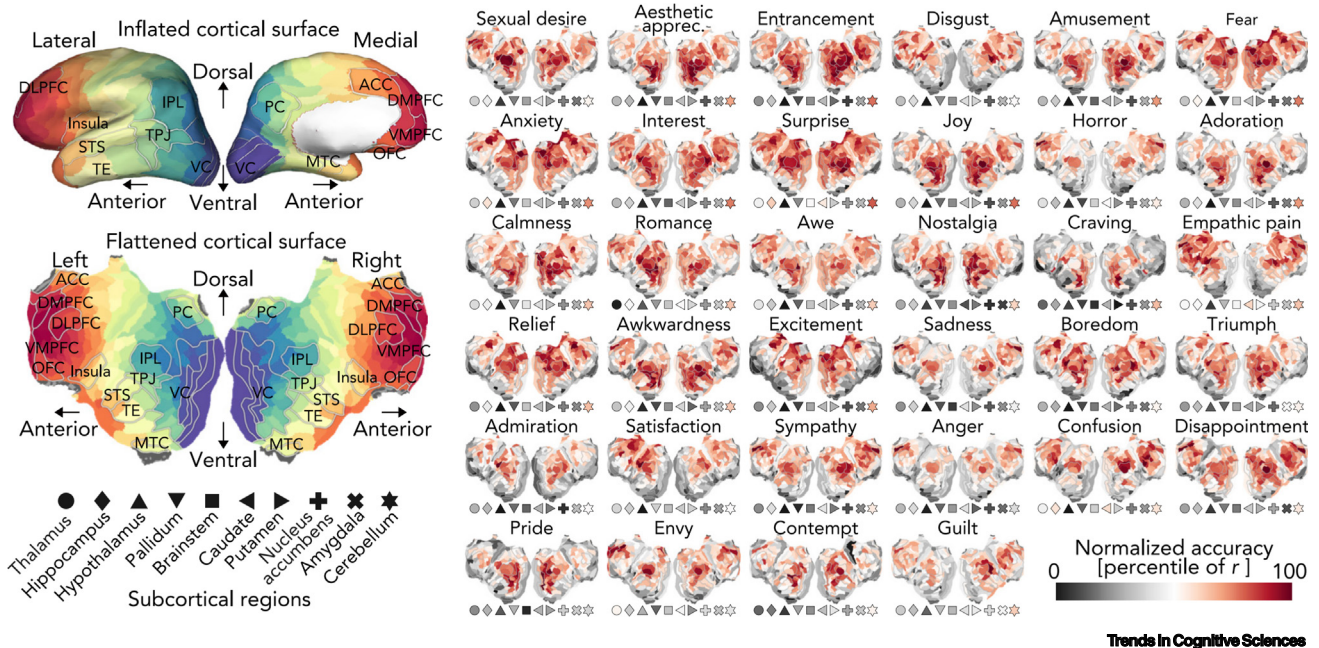 Inflated cortical surface
Lateral
Medial
Dorsal
DLPFC
IPL
Insula
STS
TPJ
TE
VC
PC
ACC
DMPFC
VMPFC
OFC
MTC
VC
Anterior
Ventral
Anterior
Flattened cortical surface
Left
Right
Dorsal
ACC
DMPFC
DLPFC
VMPFC
OFC
Insula
STS
TE
MTC
IPL
TPJ
PC
VC
PC
IPL
TPJ
STS
TE
MTC
VC
Insula
ACC
DMPFC
DLPFC
VMPFC
OFC
Anterior
Ventral
Anterior
Thalamus
Hippocampus
Hypothalamus
Pallidum
Brainstem
Caudate
Putamen
Nucleus
accumbens
Amygdala
Cerebellum
Subcortical regions
Sexual desire
Aesthetic
apprec.
Entrancement
Disgust
Amusement
Fear
Anxiety
Interest
Surprise
Joy
Horror
Adoration
Calmness
Romance
Awe
Nostalgia
Craving
Empathic pain
Relief
Awkwardness
Excitement
Sadness
Boredom
Triumph
Admiration
Satisfaction
Sympathy
Anger
Confusion
Disappointment
Pride
Envy
Contempt
Guilt
Normalized accuracy
0 [percentile of r ] 100
Trends in Cognitive Sciences